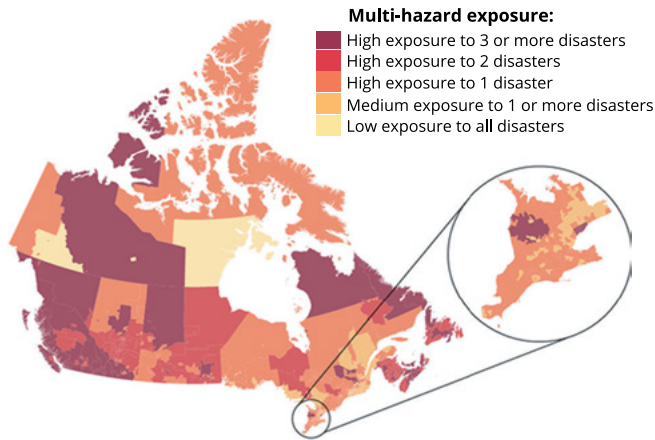 Multi-hazard exposure:
High exposure to 3 or more disasters
High exposure to 2 disasters
High exposure to 1 disaster
Medium exposure to 1 or more disasters
Low exposure to all disasters